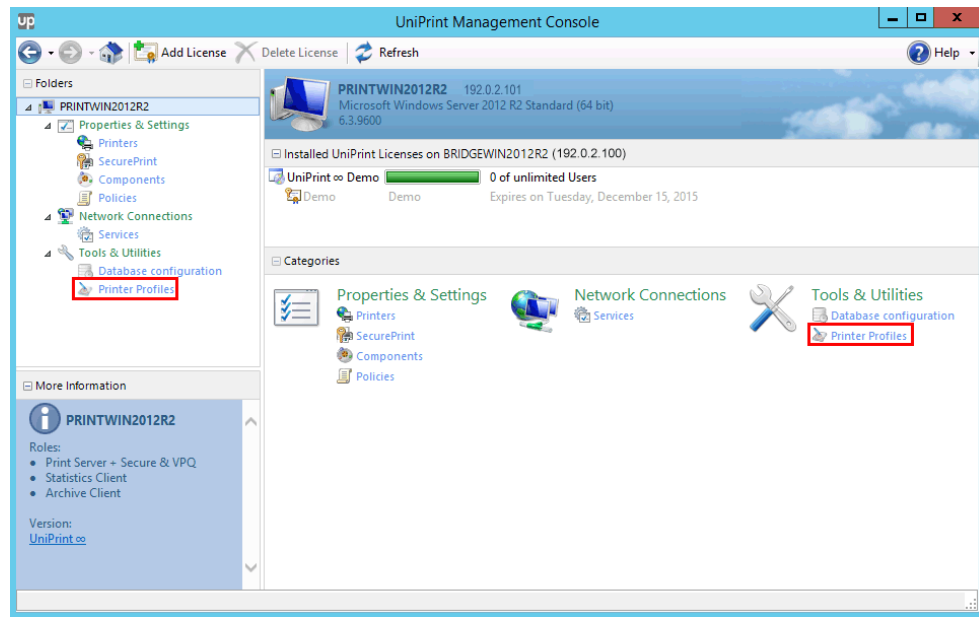 up UniPrint Management Console
Add License Delete License Refresh Help
Folders
PRINTWIN2012R2
Properties & Settings
Printers
SecurePrint
Components
Policies
Network Connections
Services
Tools & Utilities
Database configuration
Printer Profiles
More Information
PRINTWIN2012R2
Roles:
• Print Server + Secure & VPQ
• Statistics Client
• Archive Client
Version:
UniPrint ∞
PRINTWIN2012R2 192.0.2.101
Microsoft Windows Server 2012 R2 Standard (64 bit)
6.3.9600
Installed UniPrint Licenses on BRIDGEWIN2012R2 (192.0.2.100)
UniPrint ∞ Demo 0 of unlimited Users
Demo Demo Expires on Tuesday, December 15, 2015
Categories
Properties & Settings
Printers
SecurePrint
Components
Policies
Network Connections
Services
Tools & Utilities
Database configuration
Printer Profiles